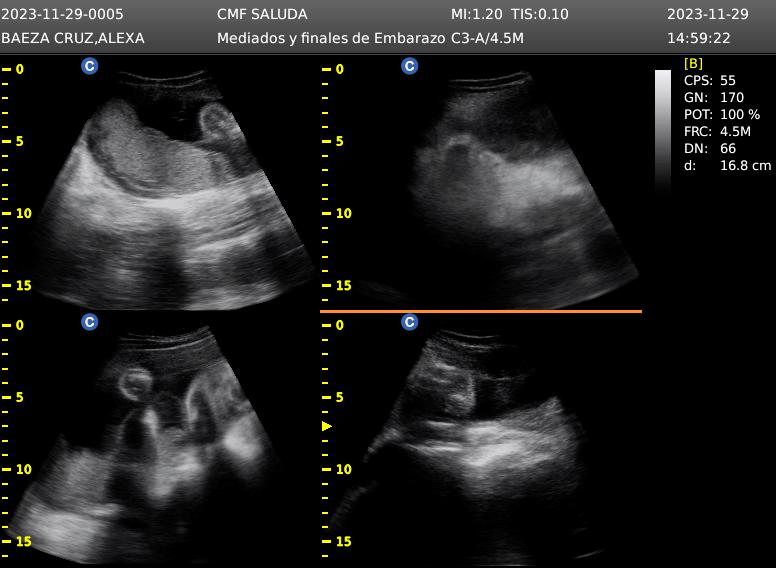 2023-11-29-0005 CMF SALUDA MI:1.20 TIS:0.10 2023-11-29
BAEZA CRUZ,ALEXA Mediados y finales de Embarazo C3-A/4.5M 14:59:22
[B]
CPS: 55
GN: 170
POT: 100 %
FRC: 4.5M
DN: 66
d: 16.8 cm
C
0
5
10
15
C
0
5
10
15
C
0
5
10
15
C
0
5
10
15